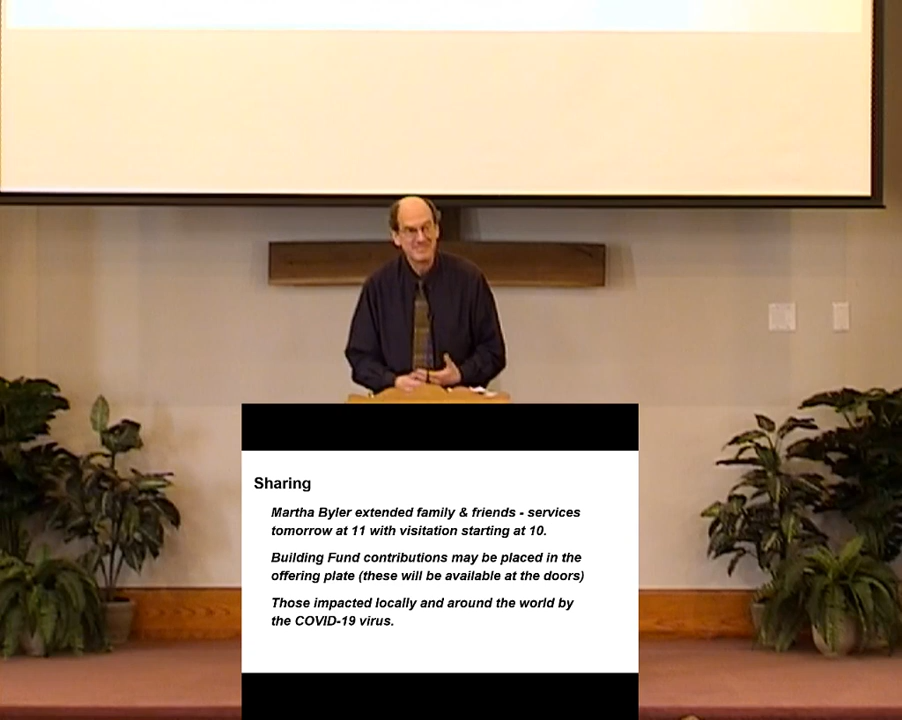 Sharing
Martha Byler extended family & friends - services
tomorrow at 11 with visitation starting at 10.
Building Fund contributions may be placed in the
offering plate (these will be available at the doors)
Those impacted locally and around the world by
the COVID-19 virus.